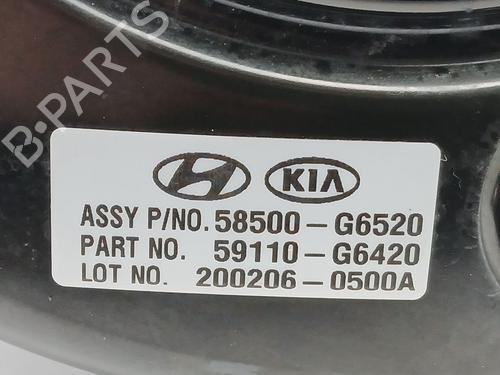 B-PARTS
KIA
ASSY P/NO. 58500-G6520
PART NO. 59110-G6420
LOT NO. 200206-0500A